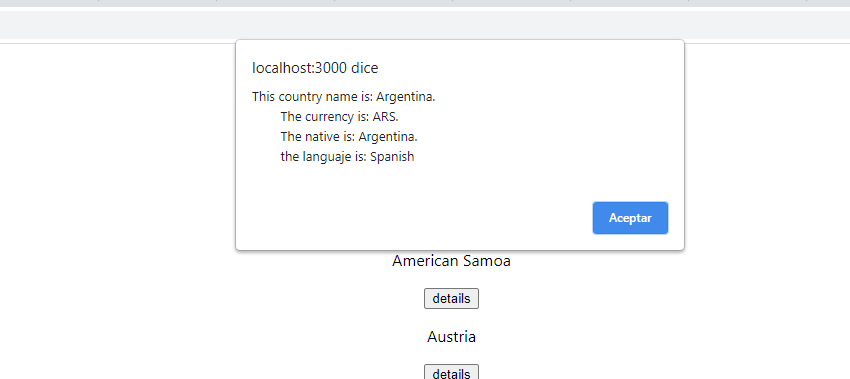 localhost:3000 dice
This country name is: Argentina.
The currency is: ARS.
The native is: Argentina.
the languaje is: Spanish
Aceptar
American Samoa
details
Austria
details